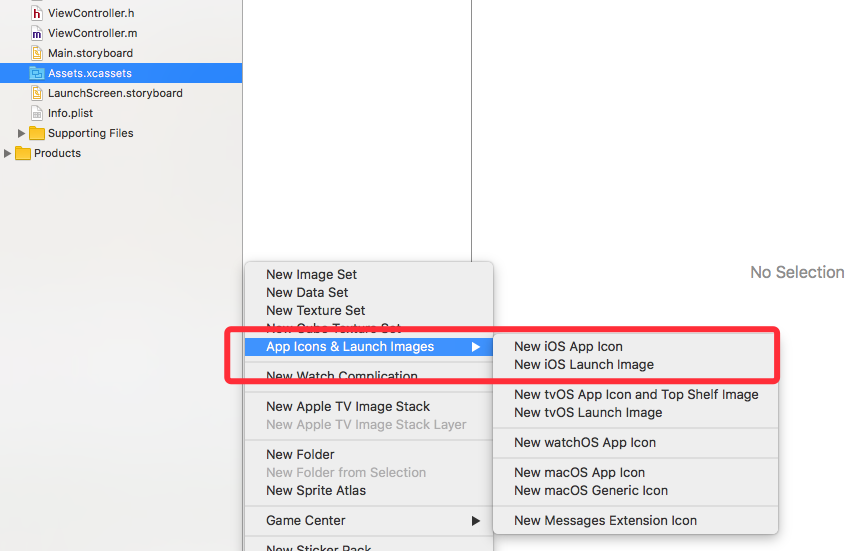 h ViewController.h
m ViewController.m
Main.storyboard
Assets.xcassets
LaunchScreen.storyboard
Info.plist
Supporting Files
Products
No Selection
New Image Set
New Data Set
New Texture Set
New Cube Texture Set
App Icons & Launch Images
New Watch Complication
New Apple TV Image Stack
New Apple TV Image Stack Layer
New Folder
New Folder from Selection
New Sprite Atlas
Game Center
New Sticker Pack
New iOS App Icon
New iOS Launch Image
New tvOS App Icon and Top Shelf Image
New tvOS Launch Image
New watchOS App Icon
New macOS App Icon
New macOS Generic Icon
New Messages Extension Icon